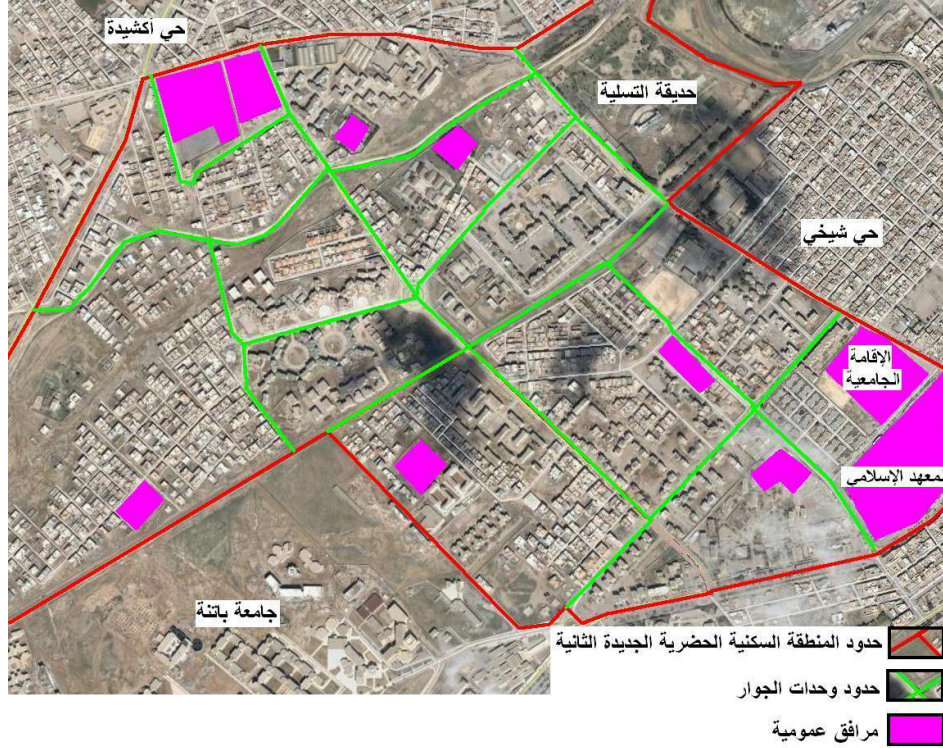 حي أكشيدة
حديقة التسلية
حي شيخي
الإقامة
الجامعية
لمعهد الإسلامي
جامعة باتنة
حدود المنطقة السكنية الحضرية الجديدة الثانية
حدود وحدات الجوار
مرافق عمومية